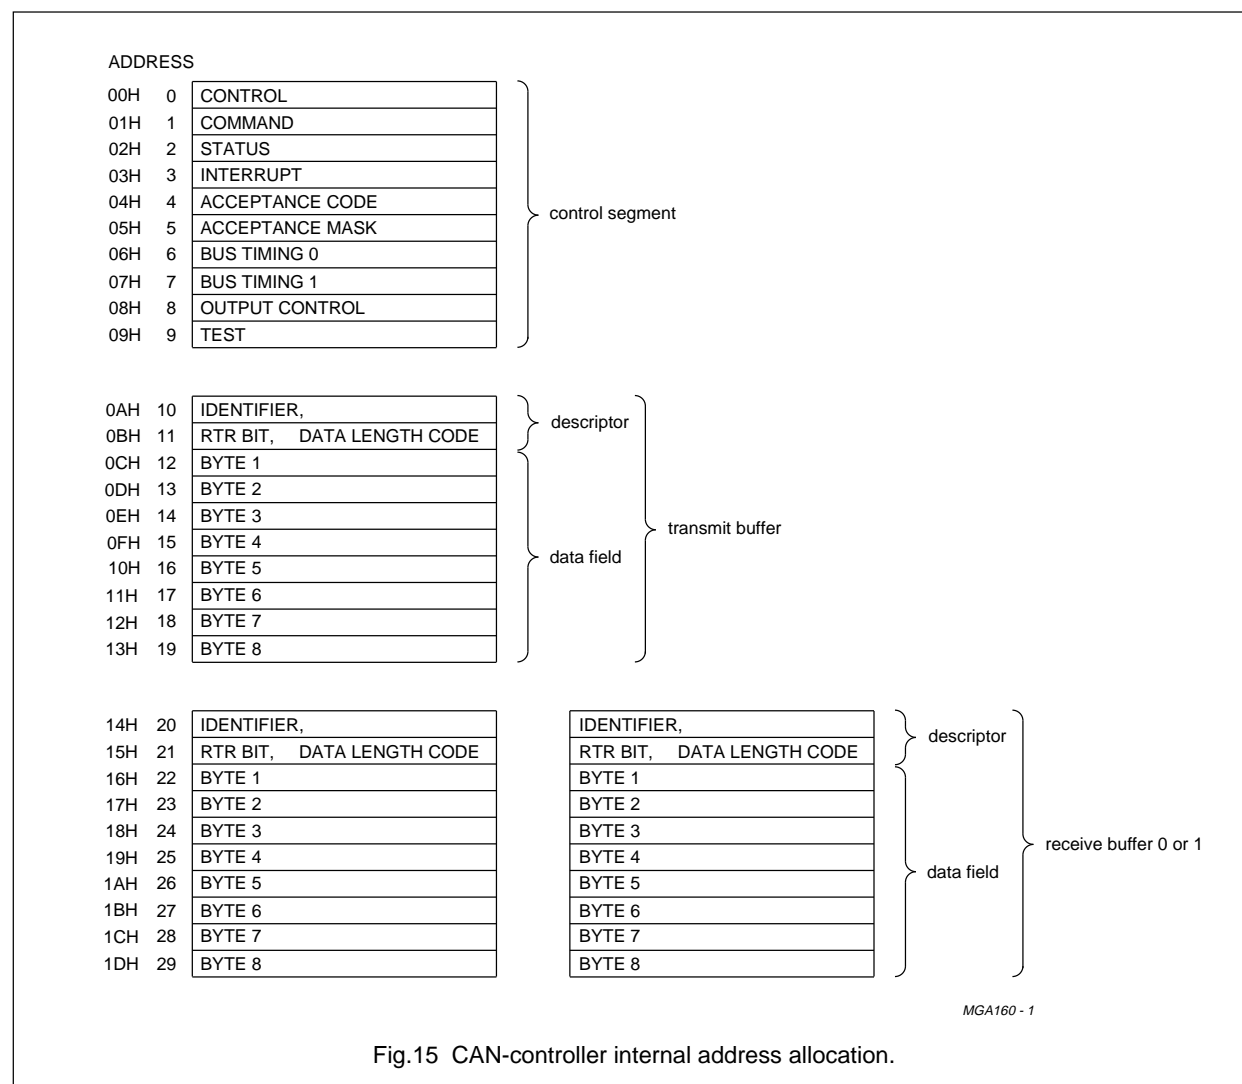 ADDRESS
00H 0 CONTROL
01H 1 COMMAND
02H 2 STATUS
03H 3 INTERRUPT
04H 4 ACCEPTANCE CODE
control segment
05H 5 ACCEPTANCE MASK
06H 6 BUS TIMING 0
07H 7 BUS TIMING 1
08H 8 OUTPUT CONTROL
09H 9 TEST
0AH 10 IDENTIFIER,
descriptor
0BH 11 RTR BIT, DATA LENGTH CODE
0CH 12 BYTE 1
0DH 13 BYTE 2
0EH 14 BYTE 3
transmit buffer
0FH 15 BYTE 4
data field
10H 16 BYTE 5
11H 17 BYTE 6
12H 18 BYTE 7
13H 19 BYTE 8
14H 20 IDENTIFIER, IDENTIFIER,
descriptor
15H 21 RTR BIT, DATA LENGTH CODE RTR BIT, DATA LENGTH CODE
16H 22 BYTE 1 BYTE 1
17H 23 BYTE 2 BYTE 2
18H 24 BYTE 3 BYTE 3
receive buffer 0 or 1
19H 25 BYTE 4 BYTE 4
data field
1AH 26 BYTE 5 BYTE 5
1BH 27 BYTE 6 BYTE 6
1CH 28 BYTE 7 BYTE 7
1DH 29 BYTE 8 BYTE 8
MGA160 - 1
Fig.15 CAN-controller internal address allocation.